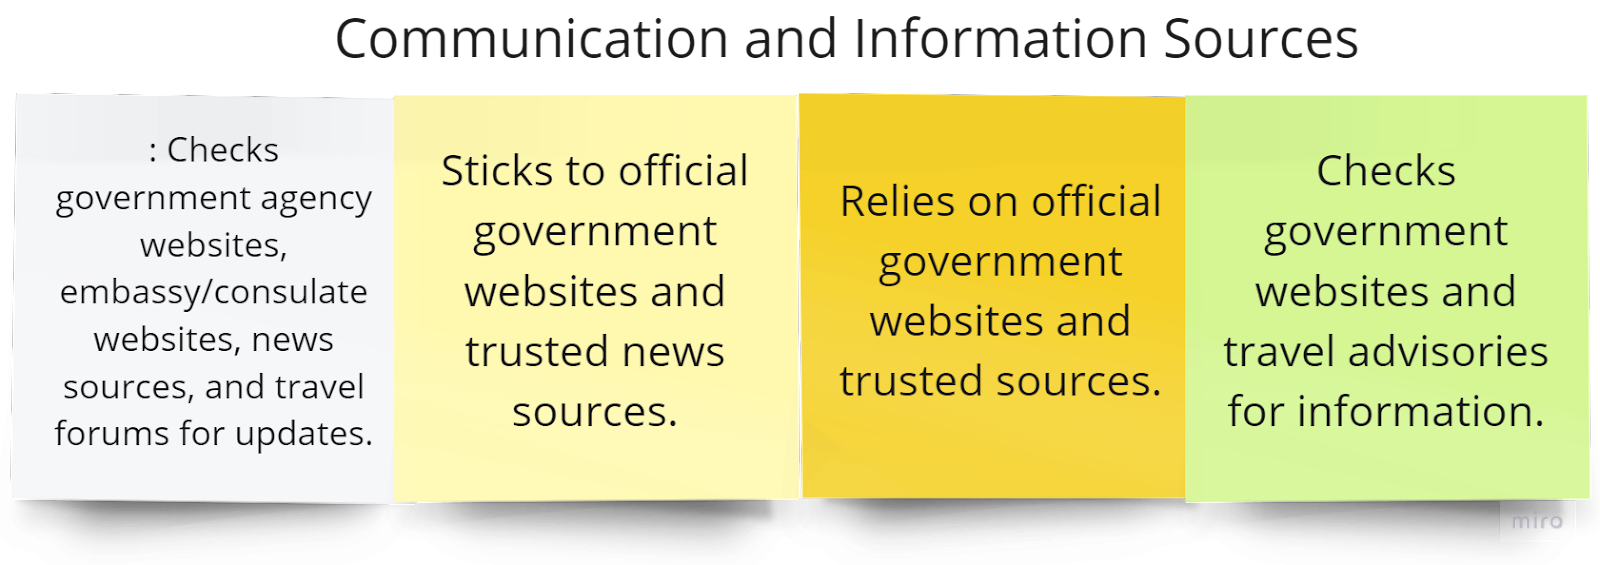 Communication and Information Sources
: Checks
government agency
websites,
embassy/consulate
websites, news
sources, and travel
forums for updates.
Sticks to official
government
websites and
trusted news
sources.
Relies on official
government
websites and
trusted sources.
Checks
government
websites and
travel advisories
for information.
miro